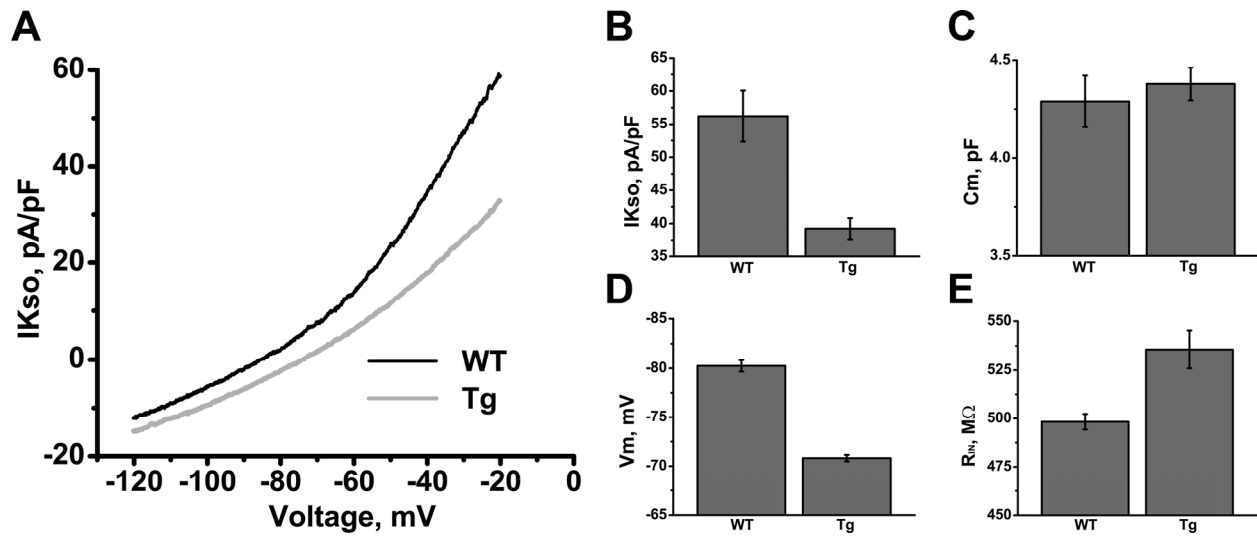 A
IKso, pA/pF
60
40
20
0
-20
-120
-100
-80
-60
-40
-20
0
Voltage, mV
WT
Tg
B
IKso, pA/pF
65
60
55
50
45
40
35
WT
Tg
C
Cm, pF
4.5
4.0
3.5
WT
Tg
D
Vm, mV
-85
-80
-75
-70
-65
WT
Tg
E
RIN, MΩ
550
525
500
475
450
WT
Tg